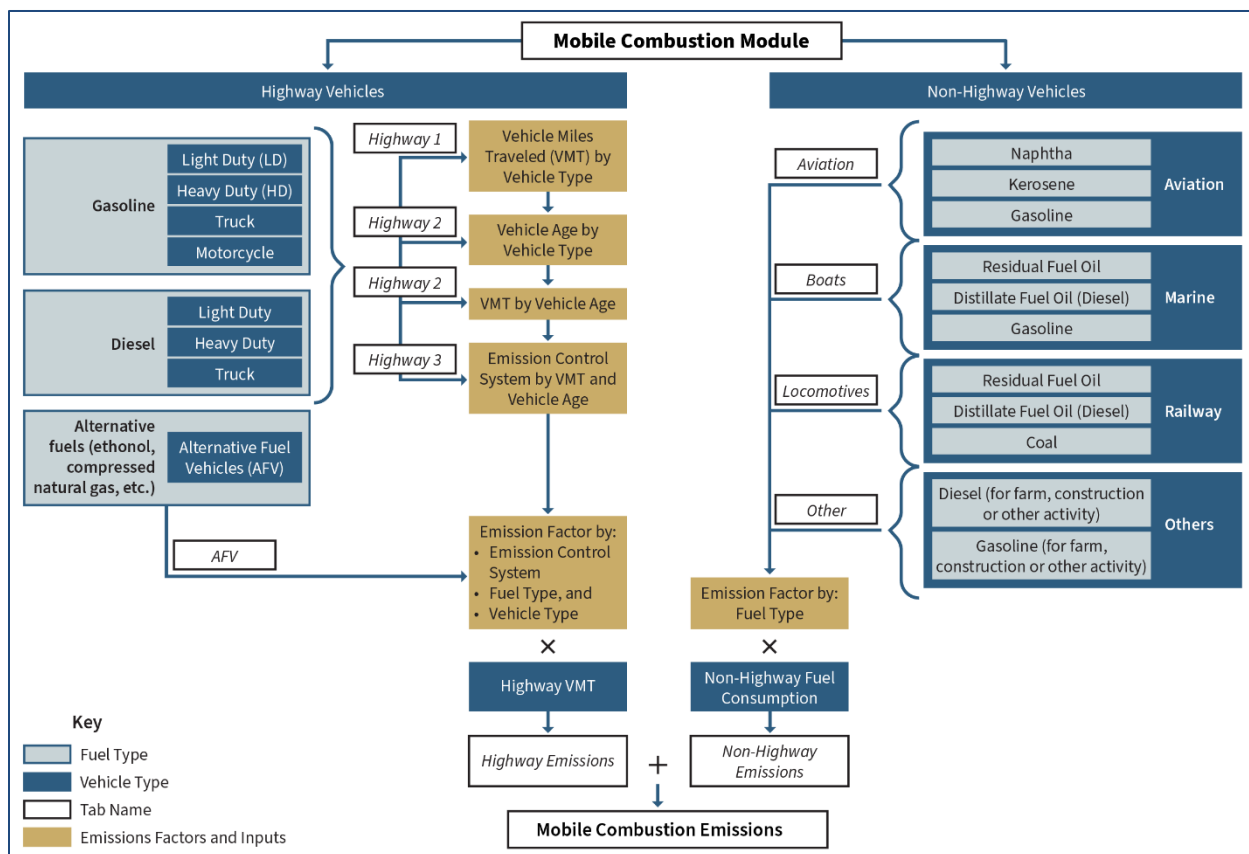 Mobile Combustion Module
Highway Vehicles
Non-Highway Vehicles
Gasoline
Light Duty (LD)
Heavy Duty (HD)
Truck
Motorcycle
Diesel
Light Duty
Heavy Duty
Truck
Alternative
fuels (ethonol,
compressed
natural gas, etc.)
Alternative Fuel
Vehicles (AFV)
AFV
Highway 1
Vehicle Miles
Traveled (VMT) by
Vehicle Type
Highway 2
Vehicle Age by
Vehicle Type
Highway 2
VMT by Vehicle Age
Highway 3
Emission Control
System by VMT and
Vehicle Age
Emission Factor by:
• Emission Control
System
• Fuel Type, and
• Vehicle Type
×
Highway VMT
Highway Emissions
Aviation
Naphtha
Kerosene
Gasoline
Aviation
Boats
Residual Fuel Oil
Distillate Fuel Oil (Diesel)
Gasoline
Marine
Locomotives
Residual Fuel Oil
Distillate Fuel Oil (Diesel)
Coal
Railway
Other
Diesel (for farm, construction
or other activity)
Gasoline (for farm,
construction or other activity)
Others
Emission Factor by:
Fuel Type
×
Non-Highway Fuel
Consumption
+
Non-Highway
Emissions
Mobile Combustion Emissions
Key
Fuel Type
Vehicle Type
Tab Name
Emissions Factors and Inputs